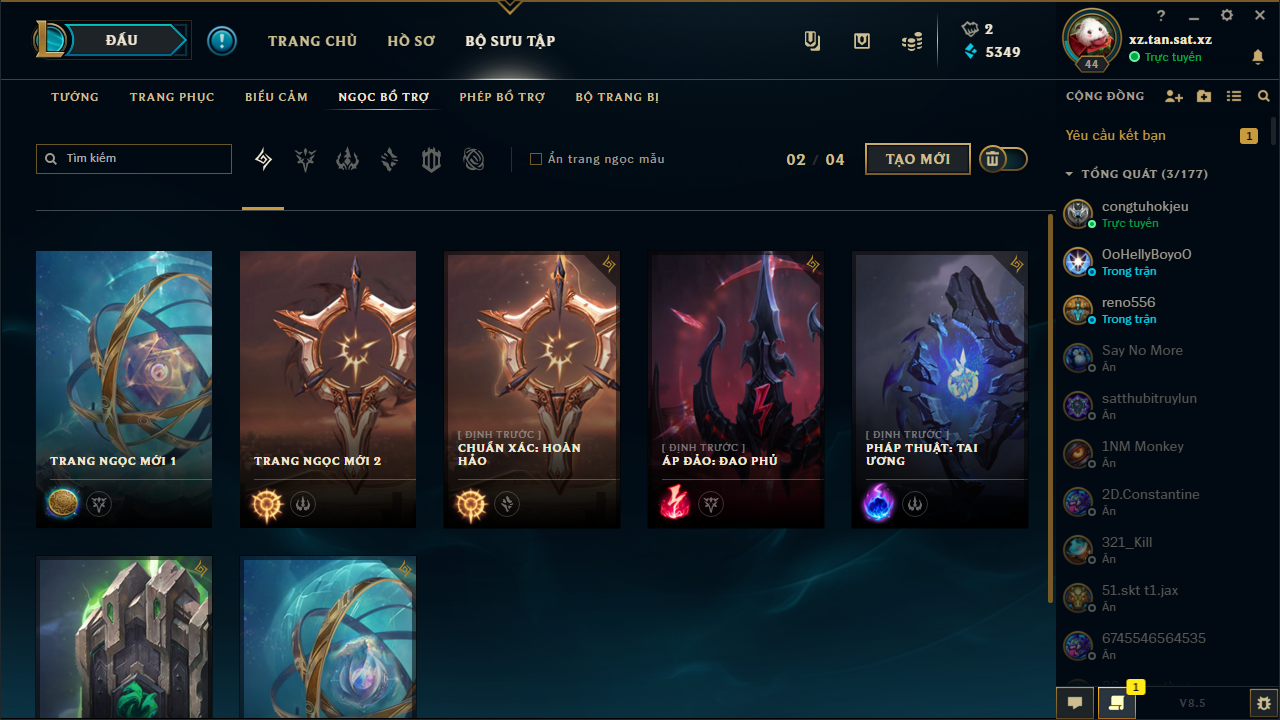 ĐẤU
TRANG CHỦ
HỒ SƠ
BỘ SƯU TẬP
2
5349
44
xz.tan.sat.xz
Trực tuyến
TƯỚNG
TRANG PHỤC
BIỂU CẢM
NGỌC BỔ TRỢ
PHÉP BỔ TRỢ
BỘ TRANG BỊ
Tìm kiếm
Ẩn trang ngọc mẫu
02 / 04
TẠO MỚI
TRANG NGỌC MỚI 1
TRANG NGỌC MỚI 2
[ ĐỊNH TRƯỚC ]
CHUẨN XÁC: HOÀN
HẢO
[ ĐỊNH TRƯỚC ]
ÁP ĐẢO: ĐAO PHỦ
[ ĐỊNH TRƯỚC ]
PHÁP THUẬT: TAI
ƯƠNG
CỘNG ĐỒNG
Yêu cầu kết bạn
1
TỔNG QUÁT (3/177)
congtuhokjeu
Trực tuyến
OoHellyBoyoO
Trong trận
reno556
Trong trận
Say No More
Ẩn
satthubitruylun
Ẩn
1NM Monkey
Ẩn
2D.Constantine
Ẩn
321_Kill
Ẩn
51.skt t1.jax
Ẩn
6745546564535
Ẩn
1
V8.5